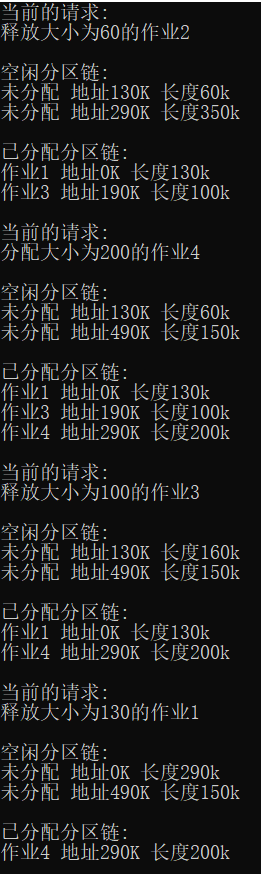 当前的请求:
释放大小为60的作业2
空闲分区链:
未分配 地址130K 长度60k
未分配 地址290K 长度350k
已分配分区链:
作业1 地址0K 长度130k
作业3 地址190K 长度100k
当前的请求:
分配大小为200的作业4
空闲分区链:
未分配 地址130K 长度60k
未分配 地址490K 长度150k
已分配分区链:
作业1 地址0K 长度130k
作业3 地址190K 长度100k
作业4 地址290K 长度200k
当前的请求:
释放大小为100的作业3
空闲分区链:
未分配 地址130K 长度160k
未分配 地址490K 长度150k
已分配分区链:
作业1 地址0K 长度130k
作业4 地址290K 长度200k
当前的请求:
释放大小为130的作业1
空闲分区链:
未分配 地址0K 长度290k
未分配 地址490K 长度150k
已分配分区链:
作业4 地址290K 长度200k